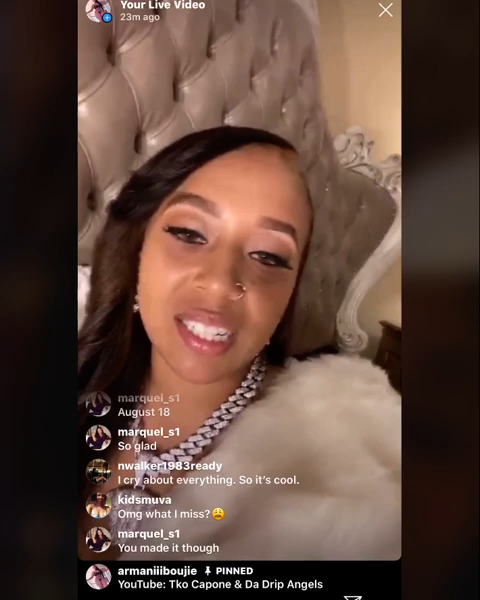 Your Live Video
23m ago
marquel_s1
August 18
marquel_s1
So glad
nwalker1983ready
I cry about everything. So it's cool.
kidsmuva
Omg what I miss?😩
marquel_s1
You made it though
armaniiiboujie PINNED
YouTube: Tko Capone & Da Drip Angels